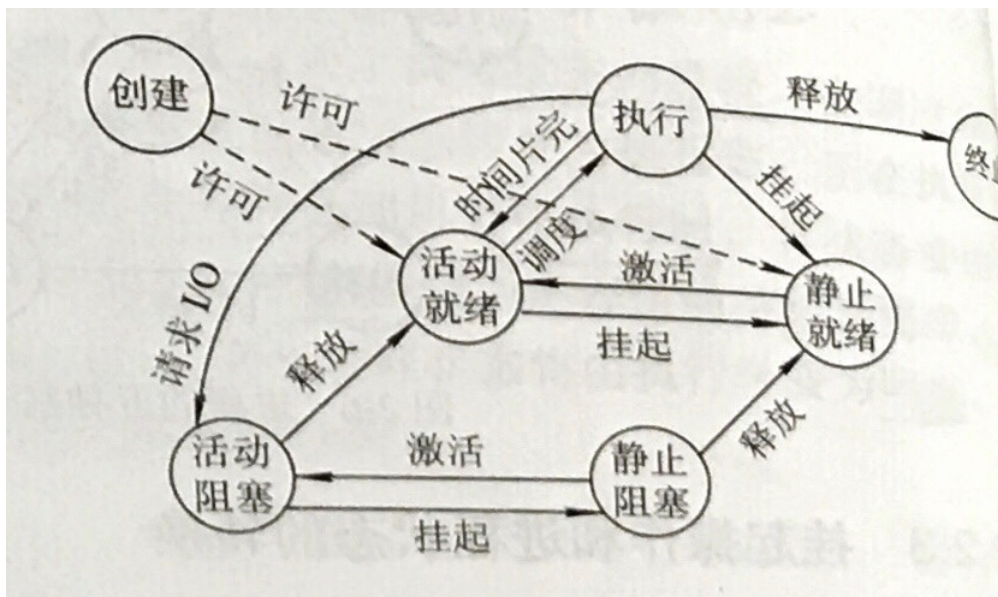 创建
许可
执行
释放
许可
时间片完
挂起
终
活动
就绪
调度
激活
静止
就绪
请求 I/O
释放
挂起
释放
活动
阻塞
激活
静止
阻塞
挂起